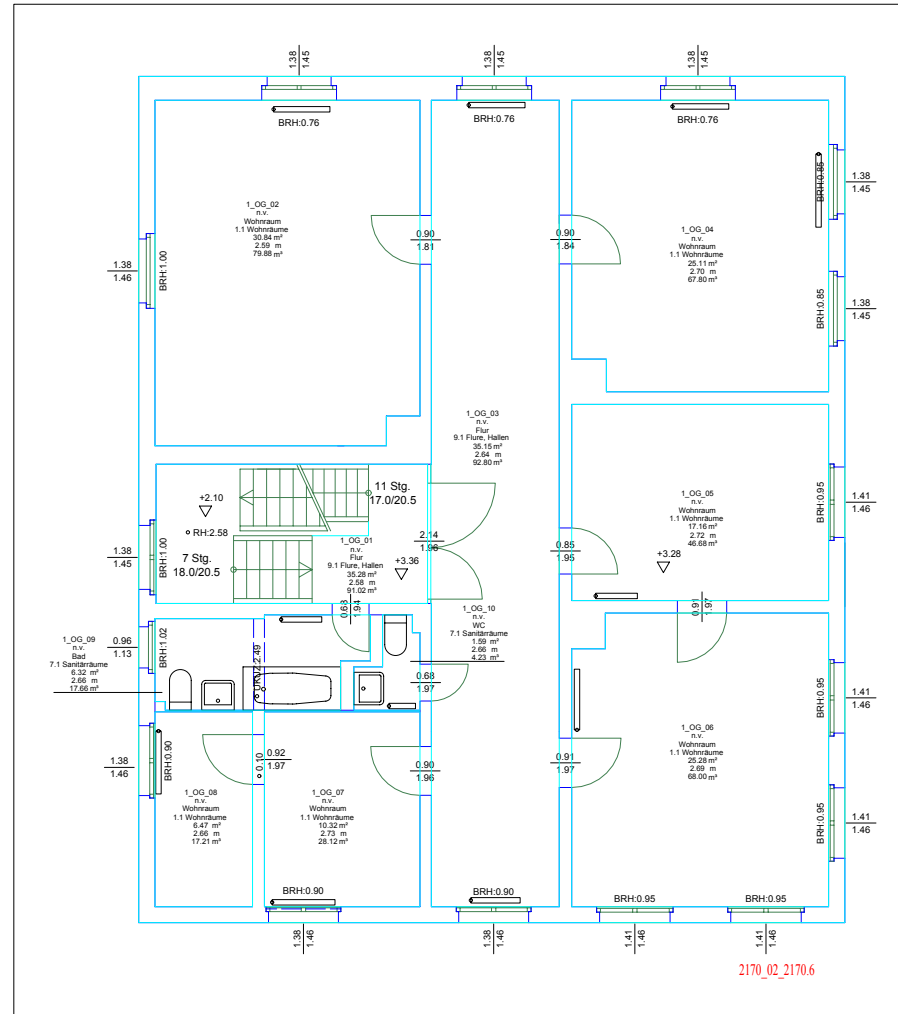 1.38
1.45
1.38
1.45
1.38
1.45
BRH:0.76
BRH:0.76
BRH:0.76
1_OG_02
n.v.
Wohnraum
1.1 Wohnräume
30.84 m²
2.59 m
79.88 m³
1.38
1.46
BRH:1.00
0.90
1.81
0.90
1.84
1_OG_04
n.v.
Wohnraum
1.1 Wohnräume
25.11 m²
2.70 m
67.80 m³
BRH:0.85
1.38
1.45
BRH:0.85
1.38
1.45
1_OG_03
n.v.
Flur
9.1 Flure, Hallen
35.15 m²
2.64 m
92.80 m³
11 Stg.
17.0/20.5
+2.10
RH:2.58
7 Stg.
18.0/20.5
1.38
1.45
BRH:1.00
1_OG_01
n.v.
Flur
9.1 Flure, Hallen
35.28 m²
2.58 m
91.02 m³
+3.36
2.14
1.96
0.85
1.95
1_OG_05
n.v.
Wohnraum
1.1 Wohnräume
17.16 m²
2.72 m
46.68 m³
+3.28
BRH:0.95
1.41
1.46
0.68
1.94
0.91
1.97
1_OG_10
n.v.
WC
7.1 Sanitärräume
1.59 m²
2.66 m
4.23 m³
1_OG_09
n.v.
Bad
7.1 Sanitärräume
6.32 m²
2.66 m
17.66 m³
0.96
1.13
BRH:1.02
0.68
1.97
1.38
1.46
BRH:0.90
0.92
1.97
0.10
0.90
1.96
0.91
1.97
1_OG_08
n.v.
Wohnraum
1.1 Wohnräume
6.47 m²
2.66 m
17.21 m³
1_OG_07
n.v.
Wohnraum
1.1 Wohnräume
10.32 m²
2.73 m
28.12 m³
1_OG_06
n.v.
Wohnraum
1.1 Wohnräume
25.28 m²
2.69 m
68.00 m³
BRH:0.95
1.41
1.46
BRH:0.95
1.41
1.46
BRH:0.90
BRH:0.90
BRH:0.95
BRH:0.95
1.38
1.46
1.38
1.46
1.41
1.46
1.41
1.46
2170_02_2170.6